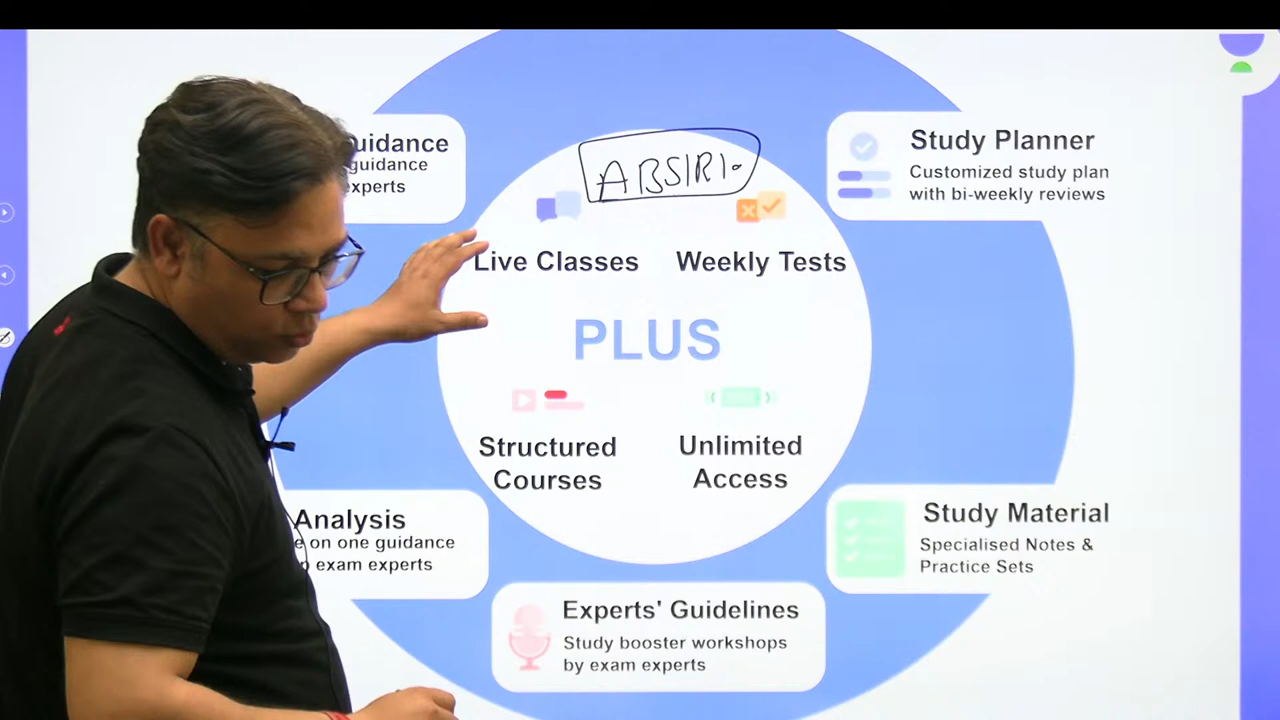 uidance
guidance
xperts
ABSIR1.
Study Planner
Customized study plan
with bi-weekly reviews
Live Classes
Weekly Tests
PLUS
Structured
Courses
Unlimited
Access
Analysis
e on one guidance
p exam experts
Study Material
Specialised Notes &
Practice Sets
Experts' Guidelines
Study booster workshops
by exam experts